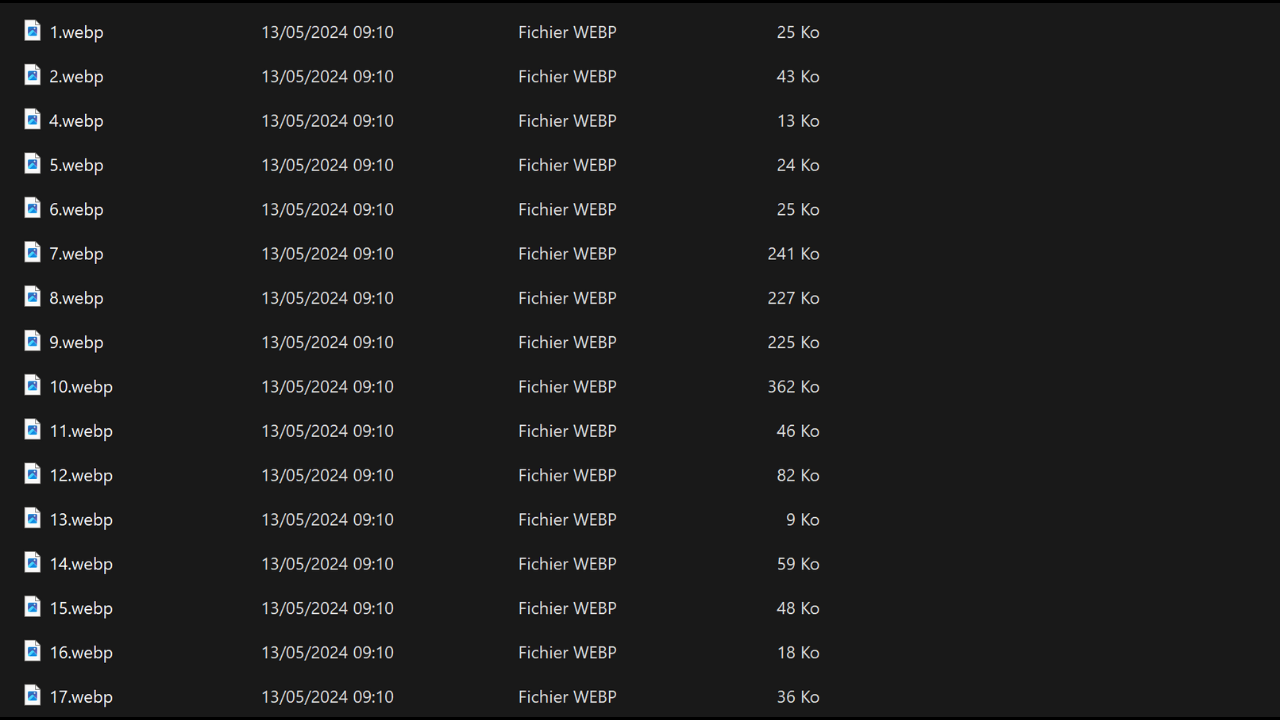 1.webp 13/05/2024 09:10 Fichier WEBP 25 Ko
2.webp 13/05/2024 09:10 Fichier WEBP 43 Ko
4.webp 13/05/2024 09:10 Fichier WEBP 13 Ko
5.webp 13/05/2024 09:10 Fichier WEBP 24 Ko
6.webp 13/05/2024 09:10 Fichier WEBP 25 Ko
7.webp 13/05/2024 09:10 Fichier WEBP 241 Ko
8.webp 13/05/2024 09:10 Fichier WEBP 227 Ko
9.webp 13/05/2024 09:10 Fichier WEBP 225 Ko
10.webp 13/05/2024 09:10 Fichier WEBP 362 Ko
11.webp 13/05/2024 09:10 Fichier WEBP 46 Ko
12.webp 13/05/2024 09:10 Fichier WEBP 82 Ko
13.webp 13/05/2024 09:10 Fichier WEBP 9 Ko
14.webp 13/05/2024 09:10 Fichier WEBP 59 Ko
15.webp 13/05/2024 09:10 Fichier WEBP 48 Ko
16.webp 13/05/2024 09:10 Fichier WEBP 18 Ko
17.webp 13/05/2024 09:10 Fichier WEBP 36 Ko